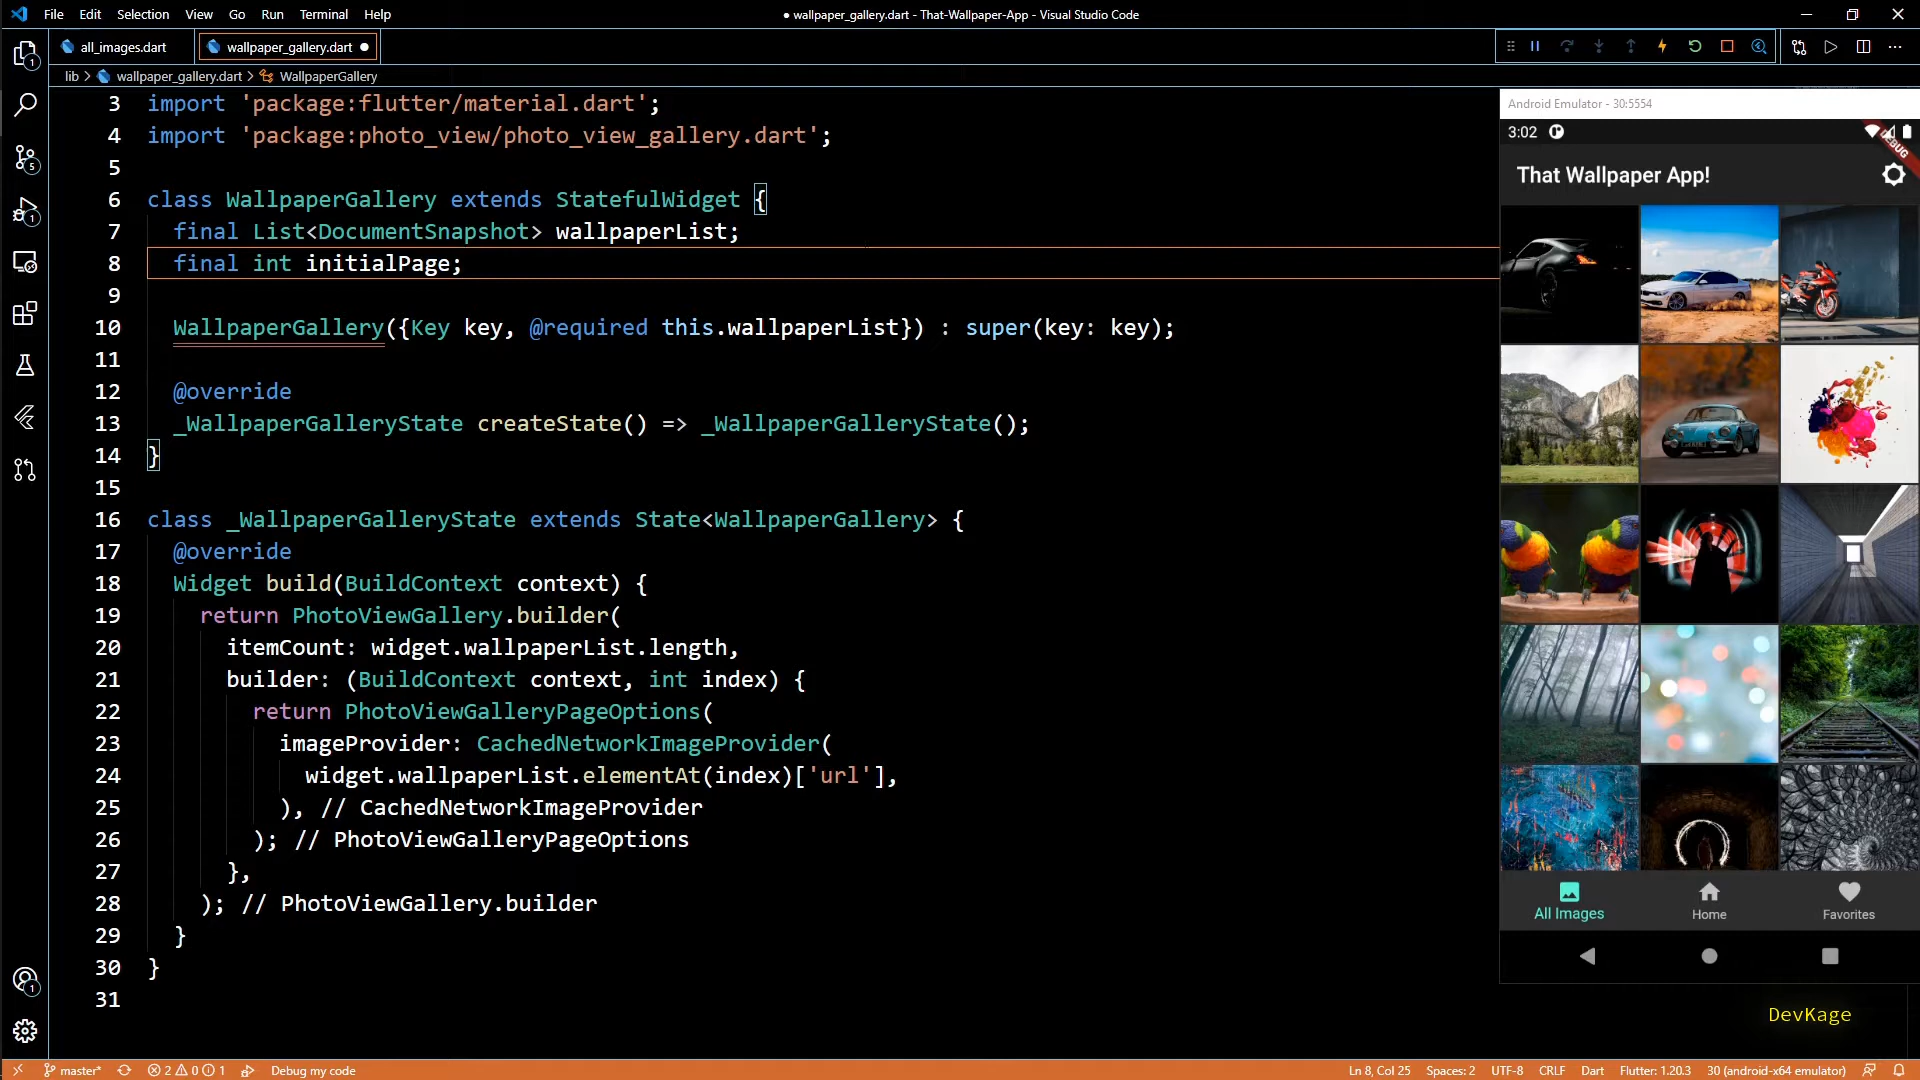 File Edit Selection View Go Run Terminal Help
● wallpaper_gallery.dart - That-Wallpaper-App - Visual Studio Code
all_images.dart
wallpaper_gallery.dart ●
lib > wallpaper_gallery.dart > WallpaperGallery
3 import 'package:flutter/material.dart';
4 import 'package:photo_view/photo_view_gallery.dart';
5
6 class WallpaperGallery extends StatefulWidget {
7 final List<DocumentSnapshot> wallpaperList;
8 final int initialPage;
9
10 WallpaperGallery({Key key, @required this.wallpaperList}) : super(key: key);
11
12 @override
13 _WallpaperGalleryState createState() => _WallpaperGalleryState();
14 }
15
16 class _WallpaperGalleryState extends State<WallpaperGallery> {
17 @override
18 Widget build(BuildContext context) {
19 return PhotoViewGallery.builder(
20 itemCount: widget.wallpaperList.length,
21 builder: (BuildContext context, int index) {
22 return PhotoViewGalleryPageOptions(
23 imageProvider: CachedNetworkImageProvider(
24 widget.wallpaperList.elementAt(index)['url'],
25 ), // CachedNetworkImageProvider
26 ); // PhotoViewGalleryPageOptions
27 },
28 ); // PhotoViewGallery.builder
29 }
30 }
31
Android Emulator - 30:5554
3:02
DEBUG
That Wallpaper App!
All Images
Home
Favorites
DevKage
1
5
1
1
master* 2 0 1 Debug my code
Ln 8, Col 25 Spaces: 2 UTF-8 CRLF Dart Flutter: 1.20.3 30 (android-x64 emulator)